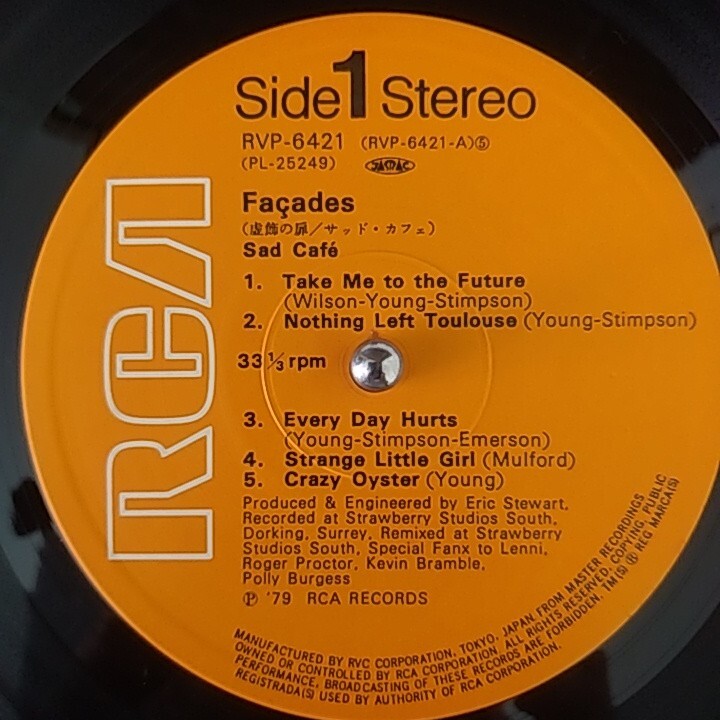 RCA
Side 1 Stereo
RVP-6421 (RVP-6421-A)⑤
(PL-25249) JASRAC
Façades
(虚飾の扉/サッド・カフェ)
Sad Café
1. Take Me to the Future
(Wilson-Young-Stimpson)
2. Nothing Left Toulouse (Young-Stimpson)
33 1/3 rpm
3. Every Day Hurts
(Young-Stimpson-Emerson)
4. Strange Little Girl (Mulford)
5. Crazy Oyster (Young)
Produced & Engineered by Eric Stewart,
Recorded at Strawberry Studios South,
Dorking, Surrey, Remixed at Strawberry
Studios South, Special Fanx to Lenni,
Roger Proctor, Kevin Bramble,
Polly Burgess
Ⓟ '79 RCA RECORDS
MANUFACTURED BY RVC CORPORATION, TOKYO, JAPAN FROM MASTER RECORDINGS
OWNED OR CONTROLLED BY RCA CORPORATION. ALL RIGHTS RESERVED. COPYING, PUBLIC
PERFORMANCE, BROADCASTING OF THESE RECORDS ARE FORBIDDEN. TM(S) ® REG MARCA(S)
REGISTRADA(S) USED BY AUTHORITY OF RCA CORPORATION.